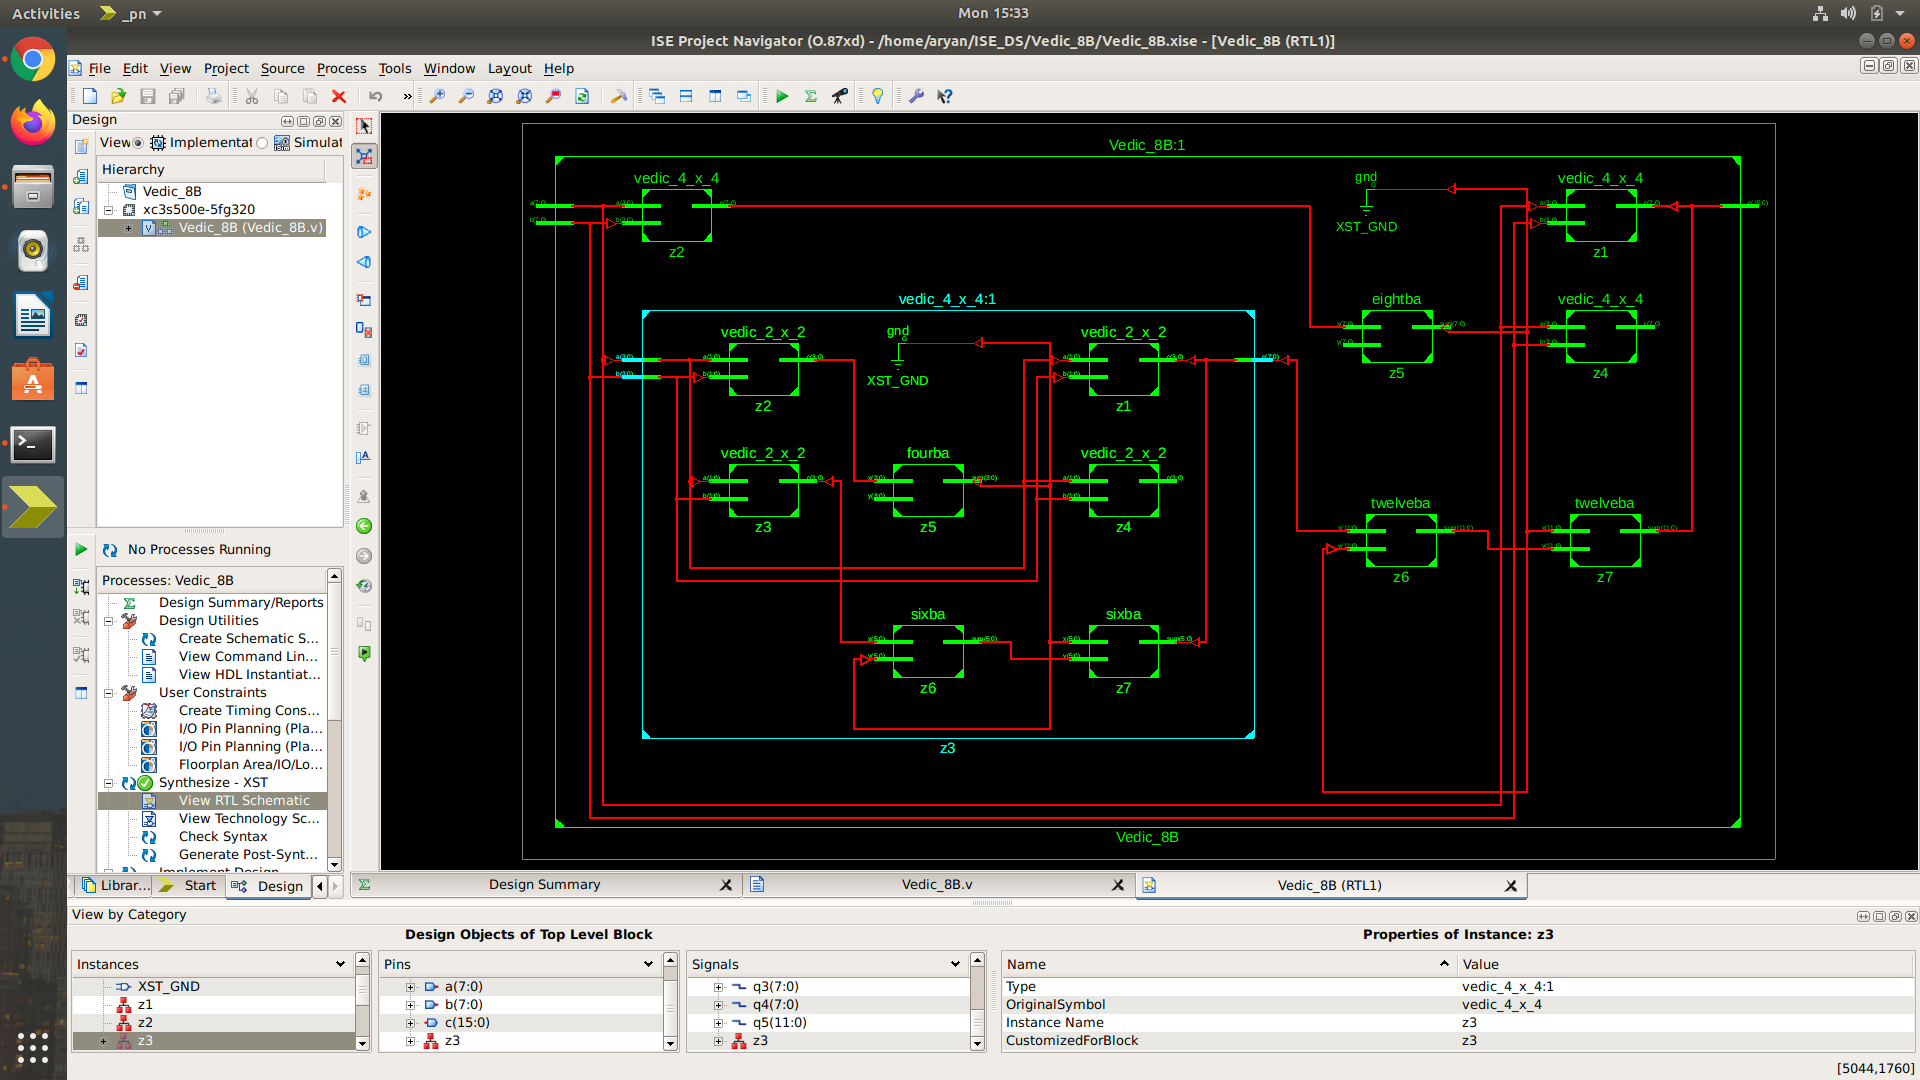 Activities _pn Mon 15:33
ISE Project Navigator (O.87xd) - /home/aryan/ISE_DS/Vedic_8B/Vedic_8B.xise - [Vedic_8B (RTL1)]
File Edit View Project Source Process Tools Window Layout Help
Design
View Implementat Simulat
Hierarchy
Vedic_8B
xc3s500e-5fg320
Vedic_8B (Vedic_8B.v)
No Processes Running
Processes: Vedic_8B
Design Summary/Reports
Design Utilities
Create Schematic S...
View Command Lin...
View HDL Instantiat...
User Constraints
Create Timing Cons...
I/O Pin Planning (Pla...
I/O Pin Planning (Pla...
Floorplan Area/IO/Lo...
Synthesize - XST
View RTL Schematic
View Technology Sc...
Check Syntax
Generate Post-Synt...
Implement Design
Librar... Start Design
Vedic_8B:1
vedic_4_x_4 gnd vedic_4_x_4
XST_GND
z2 z1
vedic_4_x_4:1 eightba vedic_4_x_4
vedic_2_x_2 gnd vedic_2_x_2
XST_GND z5 z4
z2 z1
vedic_2_x_2 fourba vedic_2_x_2
twelveba twelveba
z3 z5 z4
z6 z7
sixba sixba
z6 z7
z3
Vedic_8B
Design Summary Vedic_8B.v Vedic_8B (RTL1)
View by Category
Design Objects of Top Level Block Properties of Instance: z3
Instances Pins Signals Name Value
XST_GND a(7:0) q3(7:0) Type vedic_4_x_4:1
z1 b(7:0) q4(7:0) OriginalSymbol vedic_4_x_4
z2 c(15:0) q5(11:0) Instance Name z3
z3 z3 z3 CustomizedForBlock z3
[5044,1760]